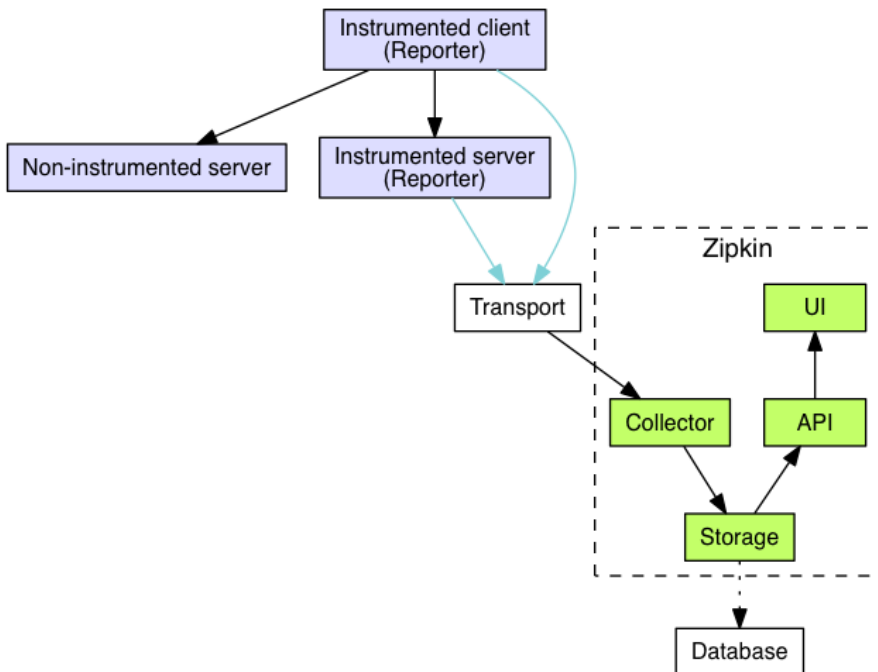 Instrumented client
(Reporter)
Non-instrumented server
Instrumented server
(Reporter)
Zipkin
Transport
UI
Collector
API
Storage
Database